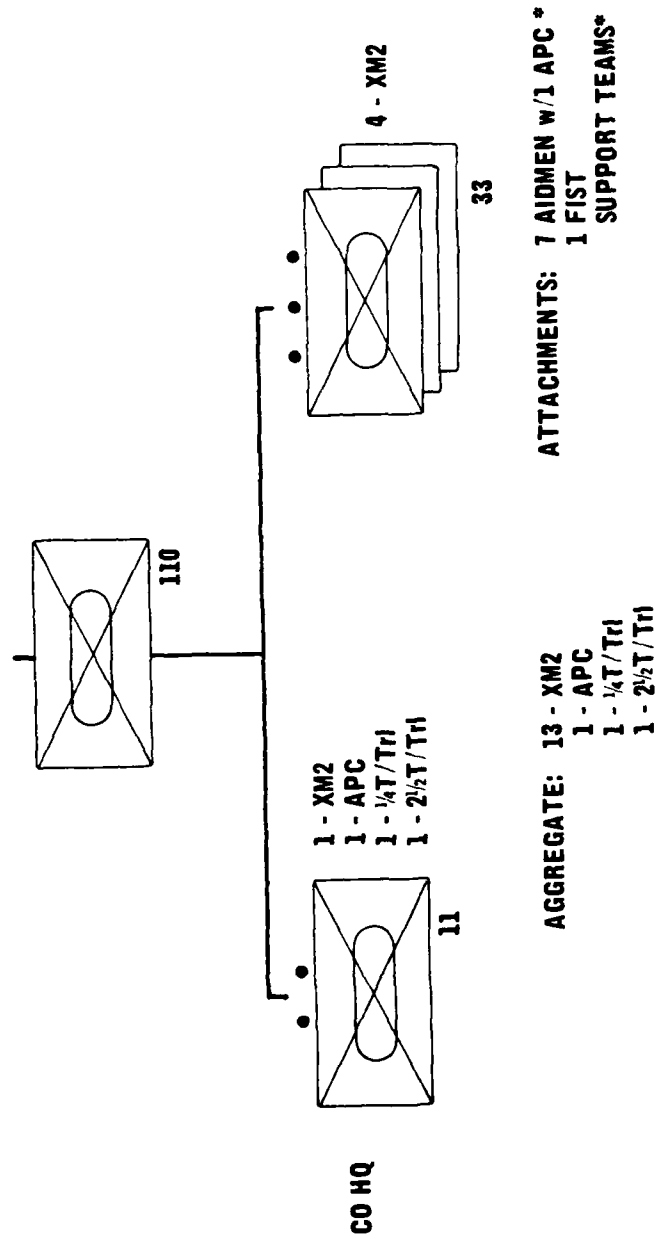 110
CO HQ
11
1 - XM2
1 - APC
1 - ¼T/Trl
1 - 2½T/Trl
33
4 - XM2
AGGREGATE: 13 - XM2
1 - APC
1 - ¼T/Trl
1 - 2½T/Trl
ATTACHMENTS: 7 AIDMEN w/1 APC *
1 FIST
SUPPORT TEAMS*